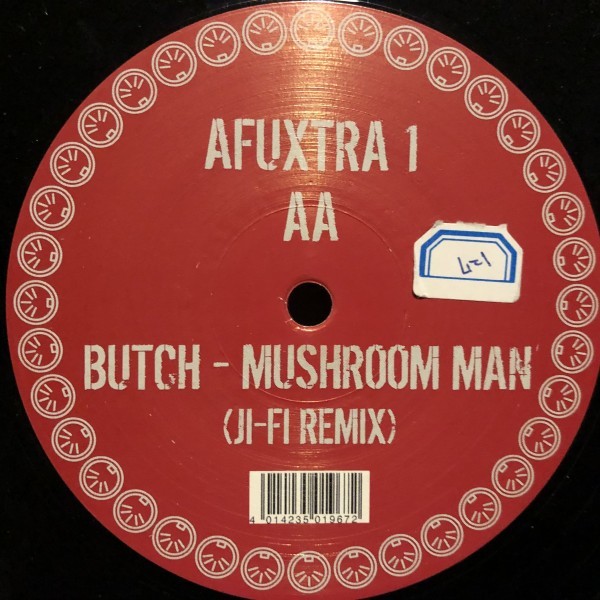 AFUXTRA 1
AA
BUTCH - MUSHROOM MAN
(JI-FI REMIX)
4 014235 019672